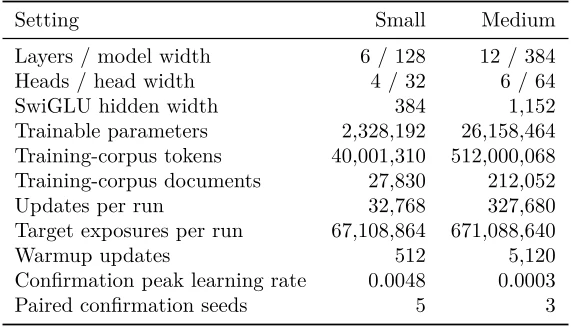 Setting Small Medium
Layers / model width 6 / 128 12 / 384
Heads / head width 4 / 32 6 / 64
SwiGLU hidden width 384 1,152
Trainable parameters 2,328,192 26,158,464
Training-corpus tokens 40,001,310 512,000,068
Training-corpus documents 27,830 212,052
Updates per run 32,768 327,680
Target exposures per run 67,108,864 671,088,640
Warmup updates 512 5,120
Confirmation peak learning rate 0.0048 0.0003
Paired confirmation seeds 5 3